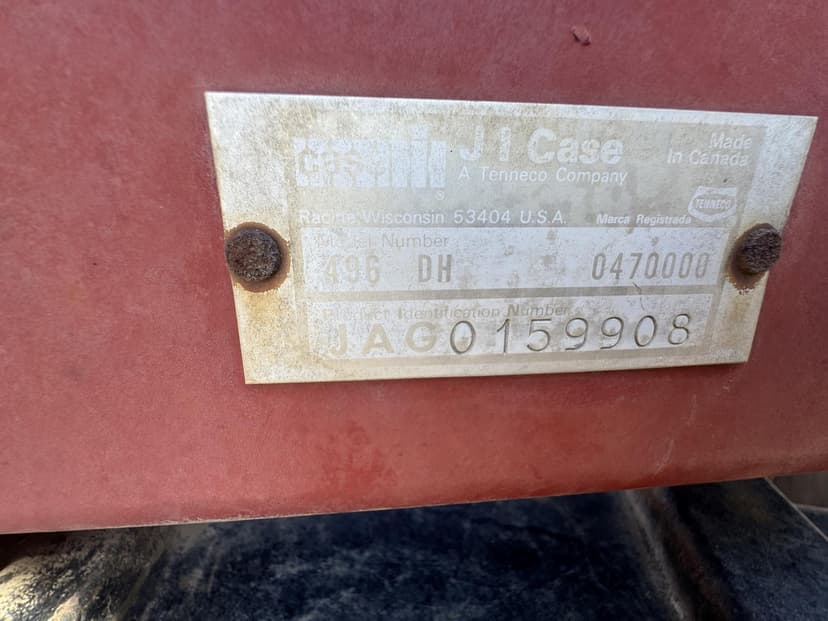 case ih J I Case Made
A Tenneco Company In Canada
TENNECO
Racine, Wisconsin 53404 U.S.A. Marca Registrada
Model Number
496 DH 0470000
Product Identification Number
JAG0159908